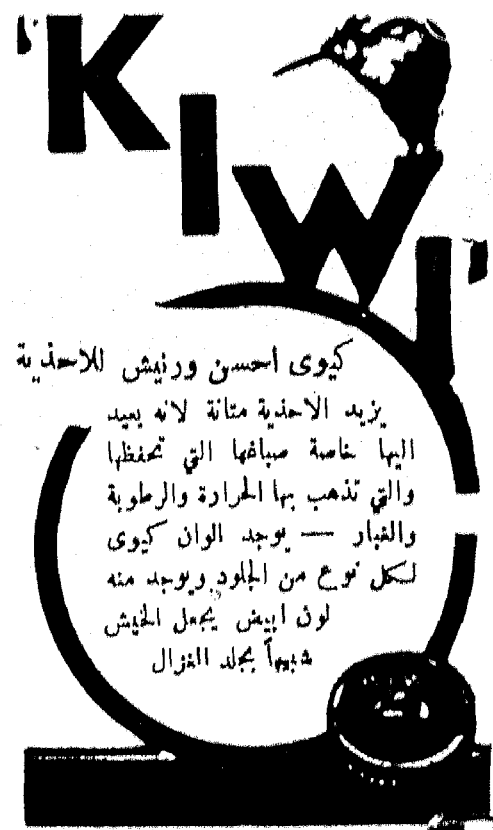 'KIWI'
كيوى احسن ورنيش للاحذية
يزيد الاحذية متانة لانه يعيد
اليها خاصة صباغها التي تحفظها
والتي تذهب بها الحرارة والرطوبة
والغبار — يوجد الوان كيوى
لكل نوع من الجلود ويوجد منه
لون ابيض يجعل الخيش
شبيهاً بجلد الغزال